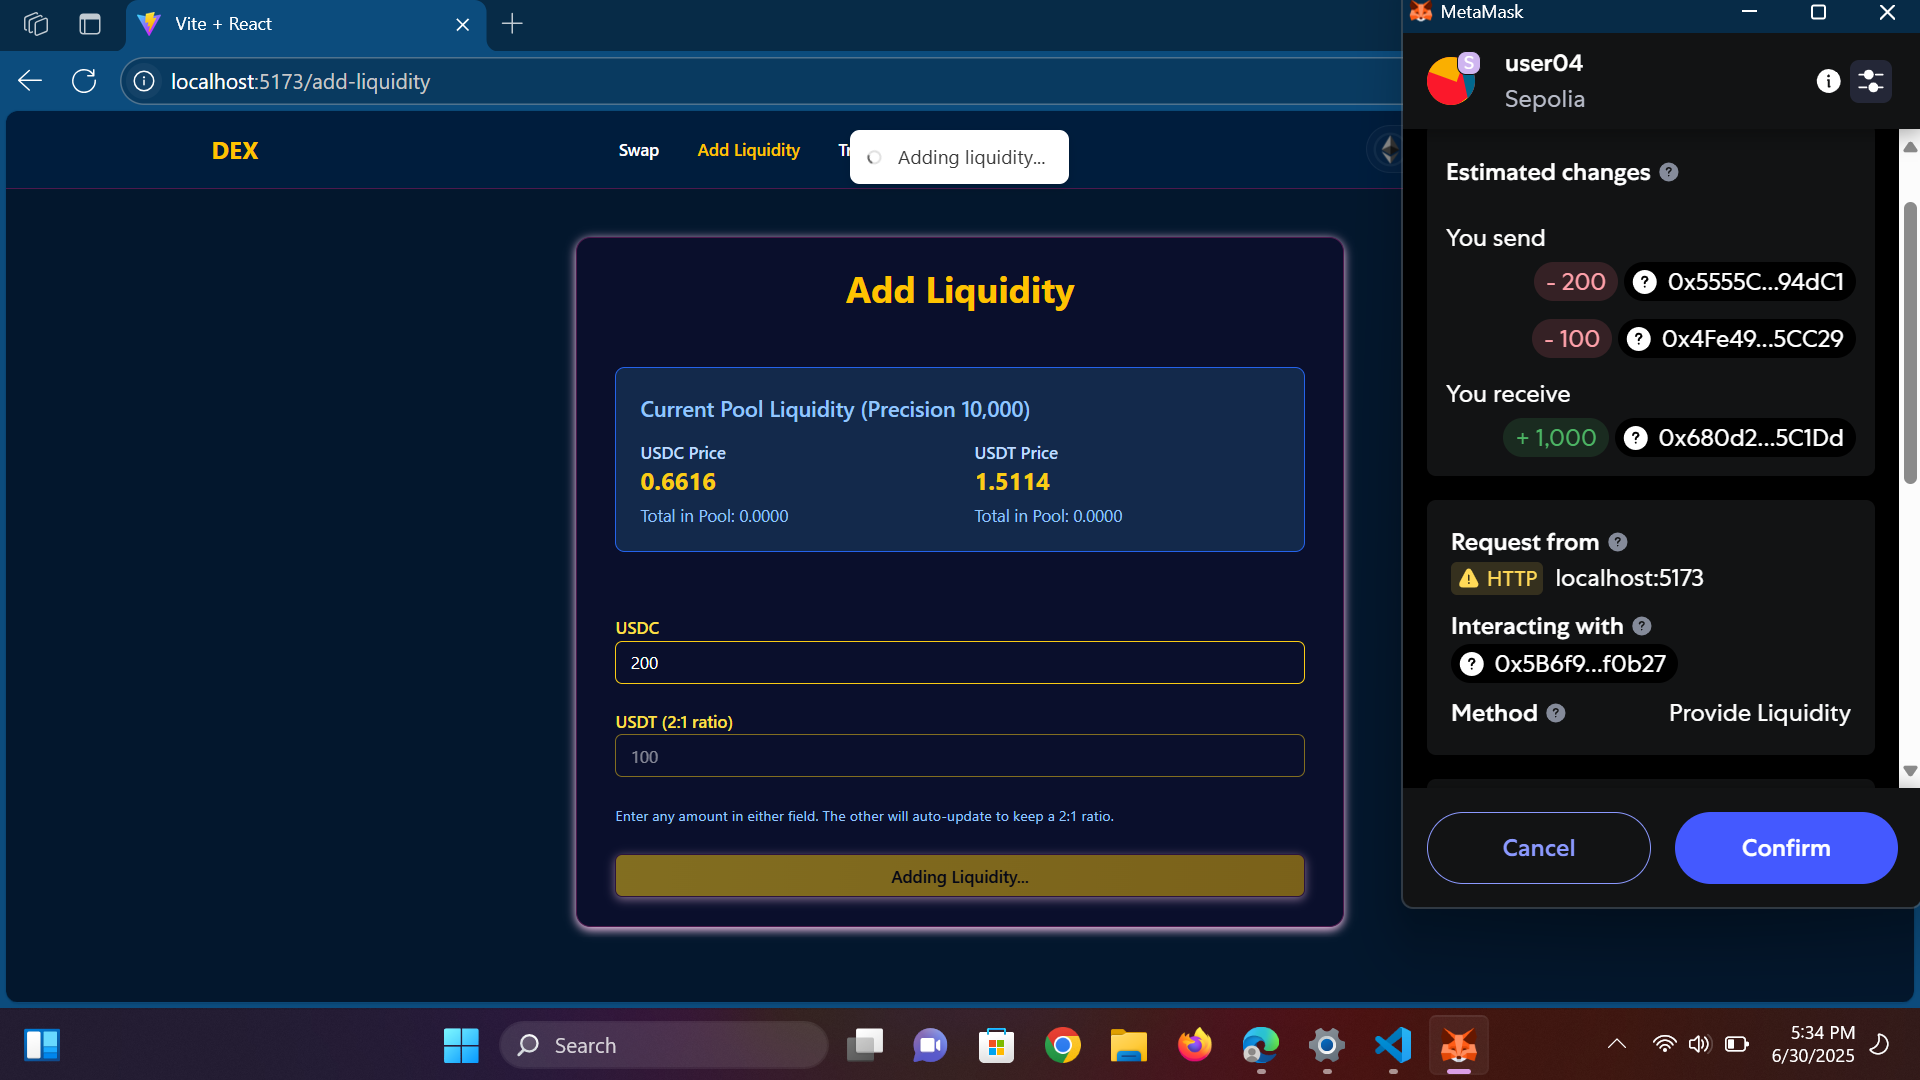 Vite + React
localhost:5173/add-liquidity
DEX
Swap
Add Liquidity
Adding liquidity...
Add Liquidity
Current Pool Liquidity (Precision 10,000)
USDC Price
USDT Price
0.6616
1.5114
Total in Pool: 0.0000
Total in Pool: 0.0000
USDC
200
USDT (2:1 ratio)
100
Enter any amount in either field. The other will auto-update to keep a 2:1 ratio.
Adding Liquidity...
MetaMask
S
user04
Sepolia
Estimated changes
You send
- 200
0x5555C...94dC1
- 100
0x4Fe49...5CC29
You receive
+ 1,000
0x680d2...5C1Dd
Request from
HTTP
localhost:5173
Interacting with
0x5B6f9...f0b27
Method
Provide Liquidity
Cancel
Confirm
Search
5:34 PM
6/30/2025